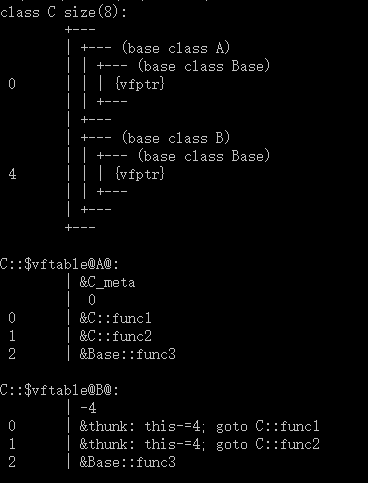 class C size(8):
        +---
        | +--- (base class A)
        | | +--- (base class Base)
 0      | | | {vfptr}
        | | +---
        | +---
        | +--- (base class B)
        | | +--- (base class Base)
 4      | | | {vfptr}
        | | +---
        | +---
        +---
C::$vftable@A@:
        | &C_meta
        |  0
 0      | &C::func1
 1      | &C::func2
 2      | &Base::func3
C::$vftable@B@:
        | -4
 0      | &thunk: this-=4; goto C::func1
 1      | &thunk: this-=4; goto C::func2
 2      | &Base::func3